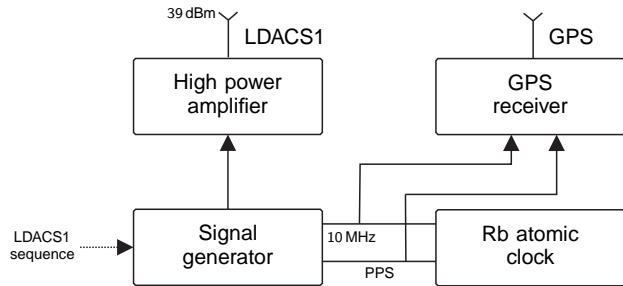 39 dBm
LDACS1
GPS
High power
amplifier
GPS
receiver
LDACS1
sequence
Signal
generator
10 MHz
PPS
Rb atomic
clock